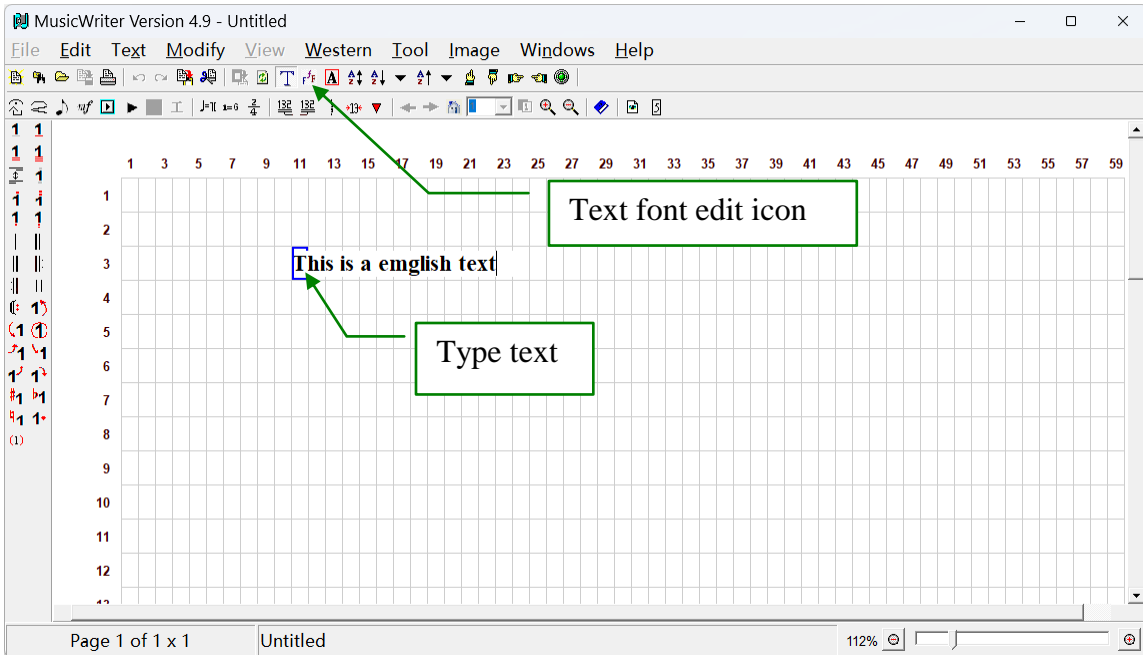 MusicWriter Version 4.9 - Untitled
File Edit Text Modify View Western Tool Image Windows Help
1 3 5 7 9 11 13 15 17 19 21 23 25 27 29 31 33 35 37 39 41 43 45 47 49 51 53 55 57 59
1
Text font edit icon
2
3 This is a emglish text
4
5
Type text
6
7
8
9
10
11
12
Page 1 of 1 x 1 Untitled 112%